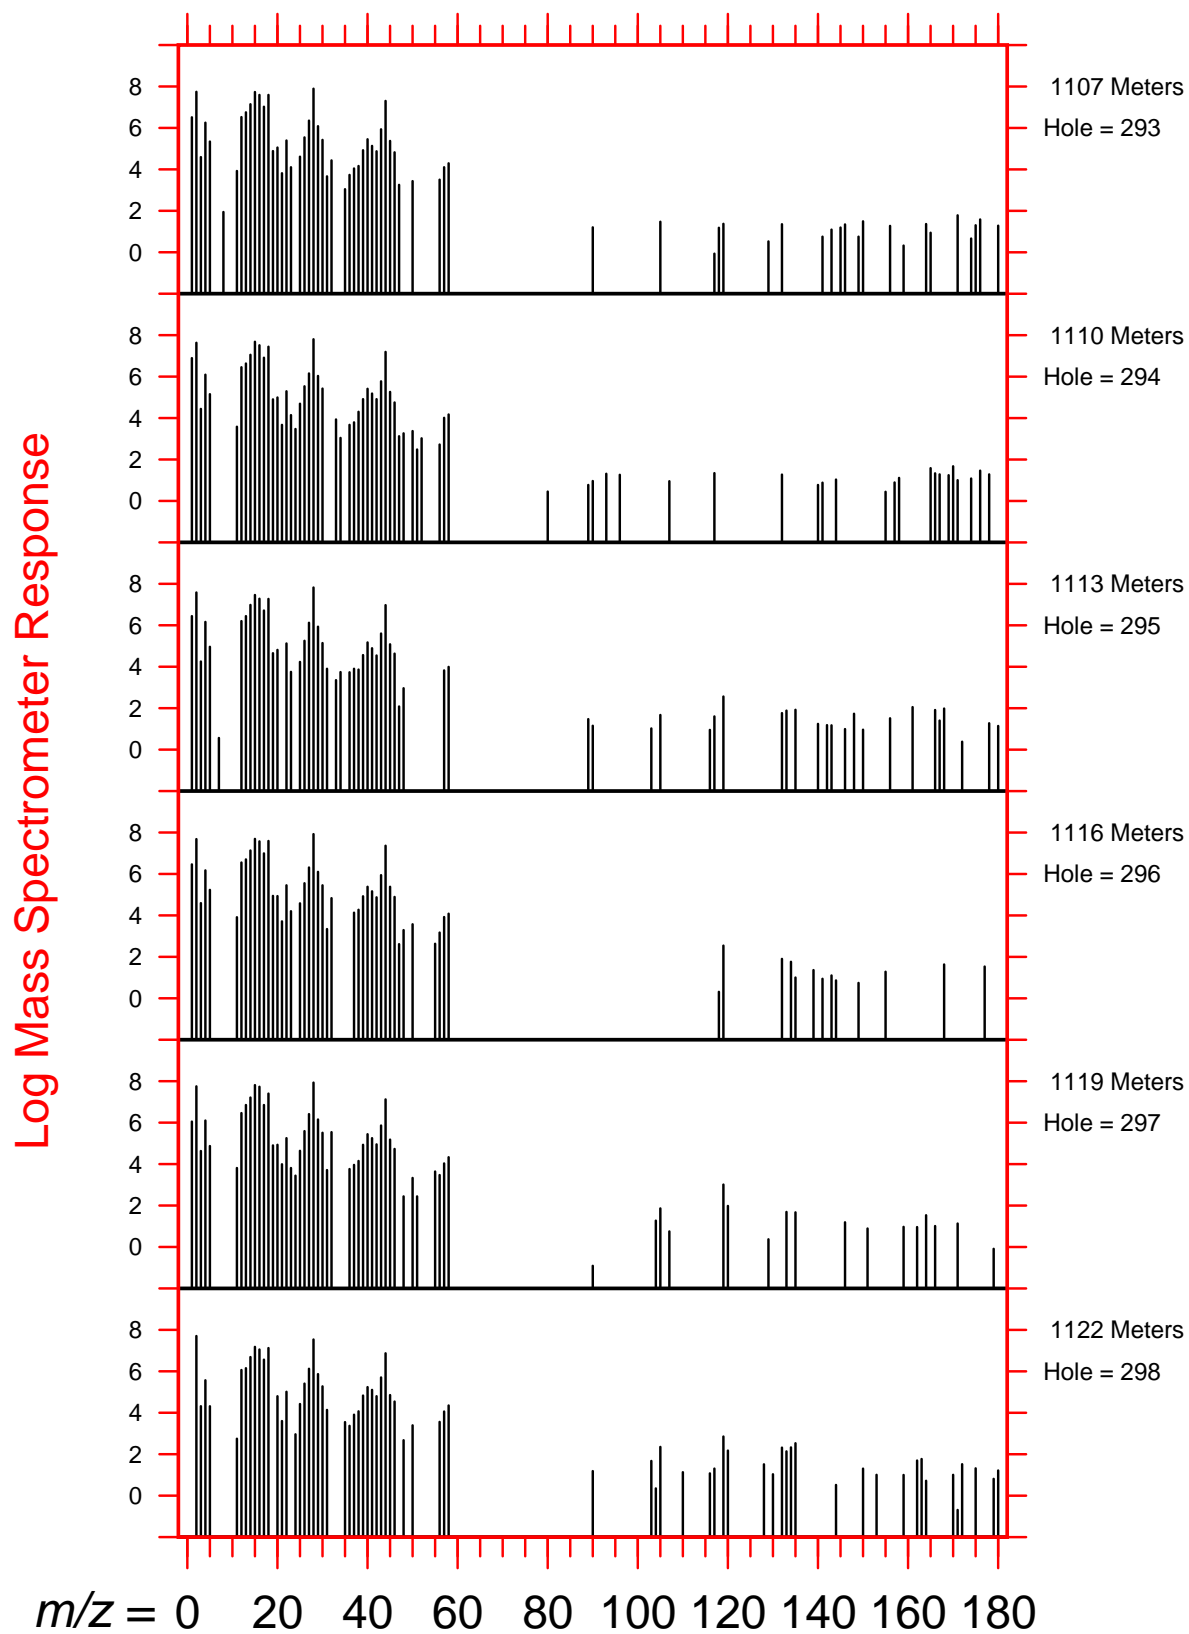 8
6
4
2
0
1107 Meters
Hole = 293
8
6
4
2
0
1110 Meters
Hole = 294
8
6
4
2
0
1113 Meters
Hole = 295
8
6
4
2
0
1116 Meters
Hole = 296
8
6
4
2
0
1119 Meters
Hole = 297
8
6
4
2
0
1122 Meters
Hole = 298
Log Mass Spectrometer Response
m/z = 0 20 40 60 80 100 120 140 160 180